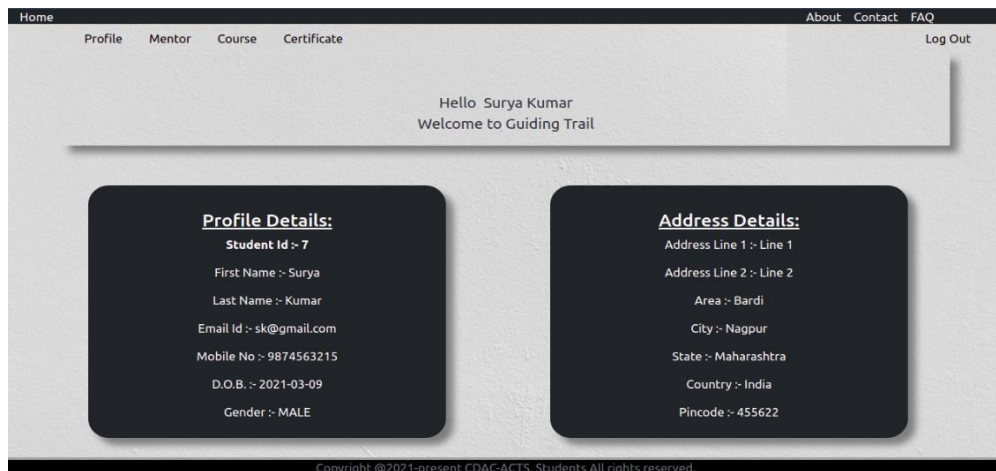 Home About Contact FAQ
Profile Mentor Course Certificate Log Out
Hello Surya Kumar
Welcome to Guiding Trail
Profile Details:
Student Id :- 7
First Name :- Surya
Last Name :- Kumar
Email Id :- sk@gmail.com
Mobile No :- 9874563215
D.O.B. :- 2021-03-09
Gender :- MALE
Address Details:
Address Line 1 :- Line 1
Address Line 2 :- Line 2
Area :- Bardi
City :- Nagpur
State :- Maharashtra
Country :- India
Pincode :- 455622
Copyright @2021-present CDAC-ACTS, Students All rights reserved.